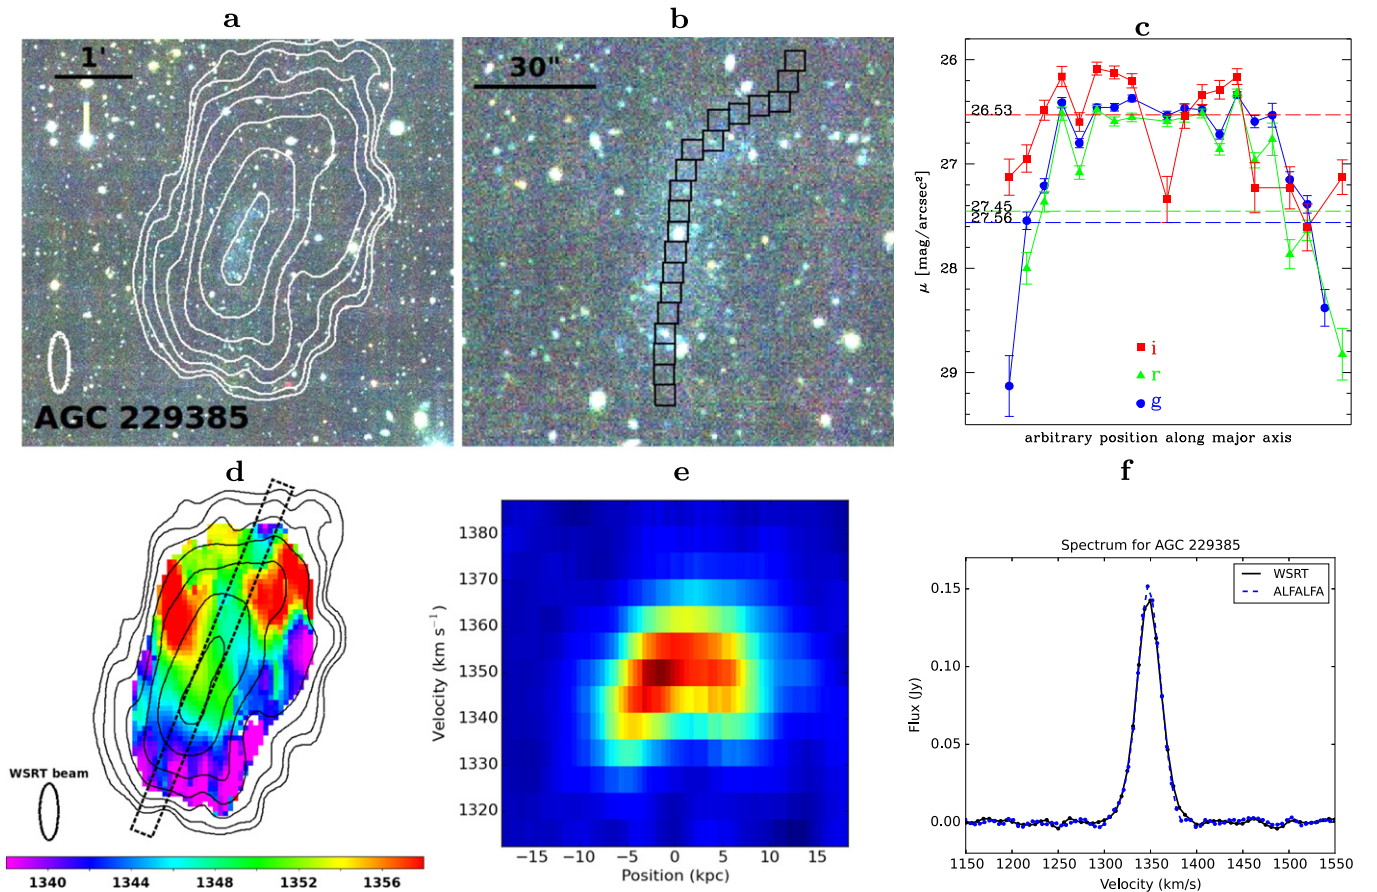 a
1'
AGC 229385
b
30"
c
26
27
28
29
26.53
27.45
27.56
μ [mag/arcsec²]
i
r
g
arbitrary position along major axis
d
WSRT beam
1340 1344 1348 1352 1356
e
1380
1370
1360
1350
1340
1330
1320
Velocity (km s⁻¹)
−15 −10 −5 0 5 10 15
Position (kpc)
f
Spectrum for AGC 229385
WSRT
ALFALFA
0.15
0.10
0.05
0.00
Flux (Jy)
1150 1200 1250 1300 1350 1400 1450 1500 1550
Velocity (km/s)